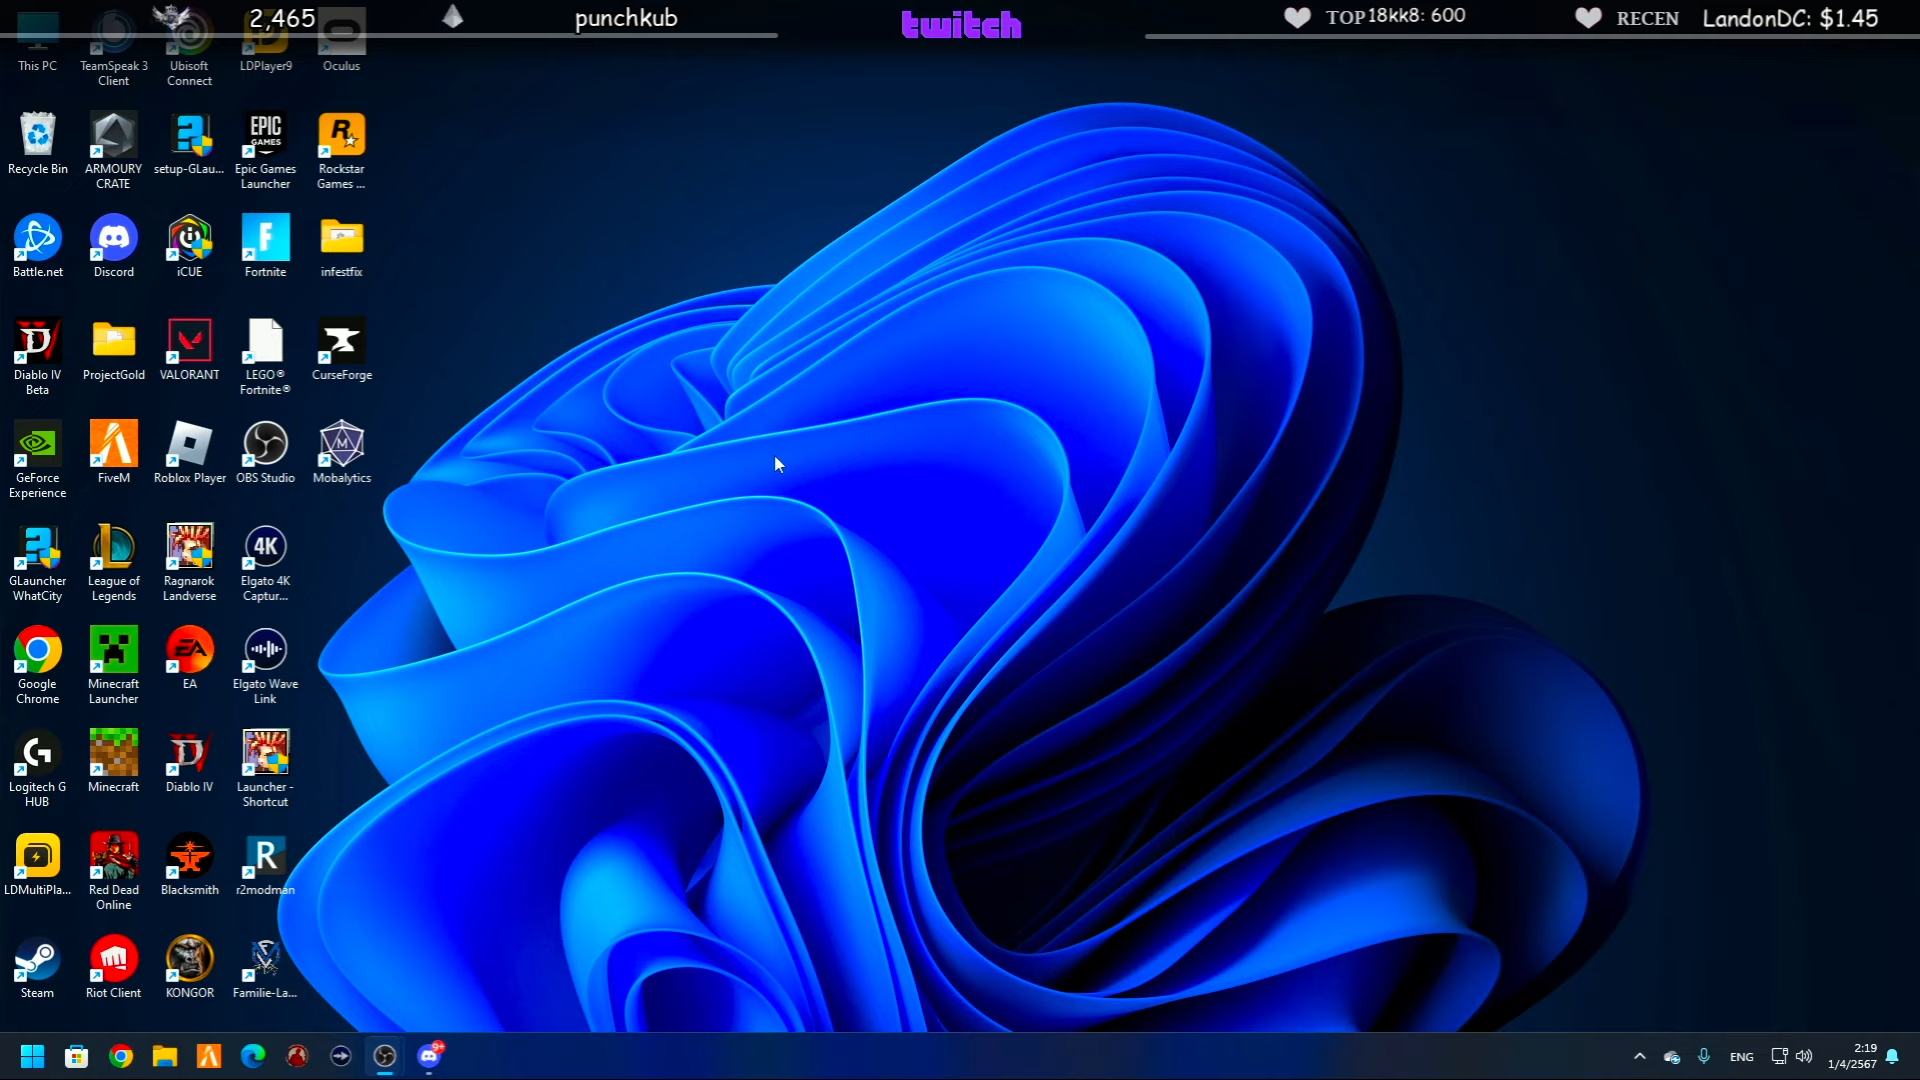 2,465
punchkub
twitch
TOP 18kk8: 600
RECEN LandonDC: $1.45
This PC
TeamSpeak 3
Client
Ubisoft
Connect
LDPlayer9
Oculus
Recycle Bin
ARMOURY
CRATE
setup-GLau...
EPIC
GAMES
Epic Games
Launcher
Rockstar
Games ...
Battle.net
Discord
iCUE
Fortnite
infestfix
Diablo IV
Beta
ProjectGold
VALORANT
LEGO®
Fortnite®
CurseForge
GeForce
Experience
FiveM
Roblox Player
OBS Studio
Mobalytics
GLauncher
WhatCity
League of
Legends
Ragnarok
Landverse
4K
Elgato 4K
Captur...
Google
Chrome
Minecraft
Launcher
EA
EA
Elgato Wave
Link
Logitech G
HUB
Minecraft
Diablo IV
Launcher -
Shortcut
LDMultiPla...
Red Dead
Online
Blacksmith
R
r2modman
Steam
Riot Client
KONGOR
Familie-La...
9+
ENG
2:19
1/4/2567